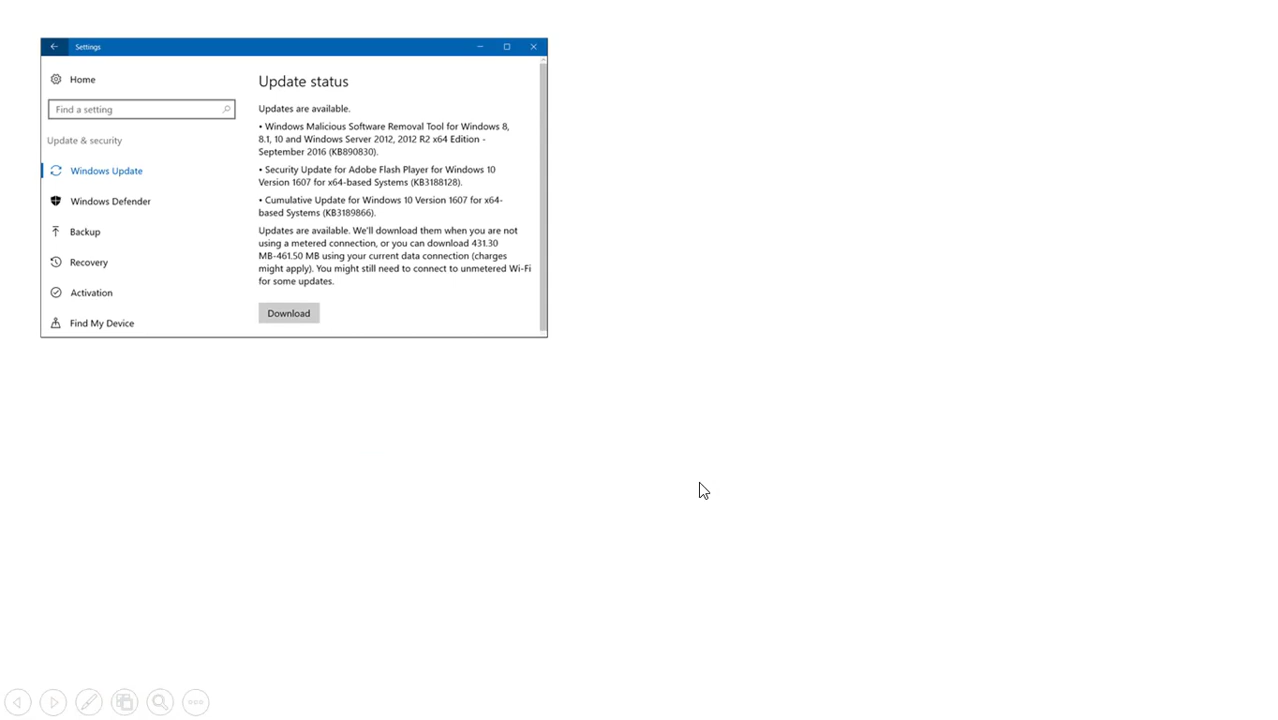 Settings
Home
Find a setting
Update & security
Windows Update
Windows Defender
Backup
Recovery
Activation
Find My Device
Update status
Updates are available.
• Windows Malicious Software Removal Tool for Windows 8,
8.1, 10 and Windows Server 2012, 2012 R2 x64 Edition -
September 2016 (KB890830).
• Security Update for Adobe Flash Player for Windows 10
Version 1607 for x64-based Systems (KB3188128).
• Cumulative Update for Windows 10 Version 1607 for x64-
based Systems (KB3189866).
Updates are available. We'll download them when you are not
using a metered connection, or you can download 431.30
MB-461.50 MB using your current data connection (charges
might apply). You might still need to connect to unmetered Wi-Fi
for some updates.
Download